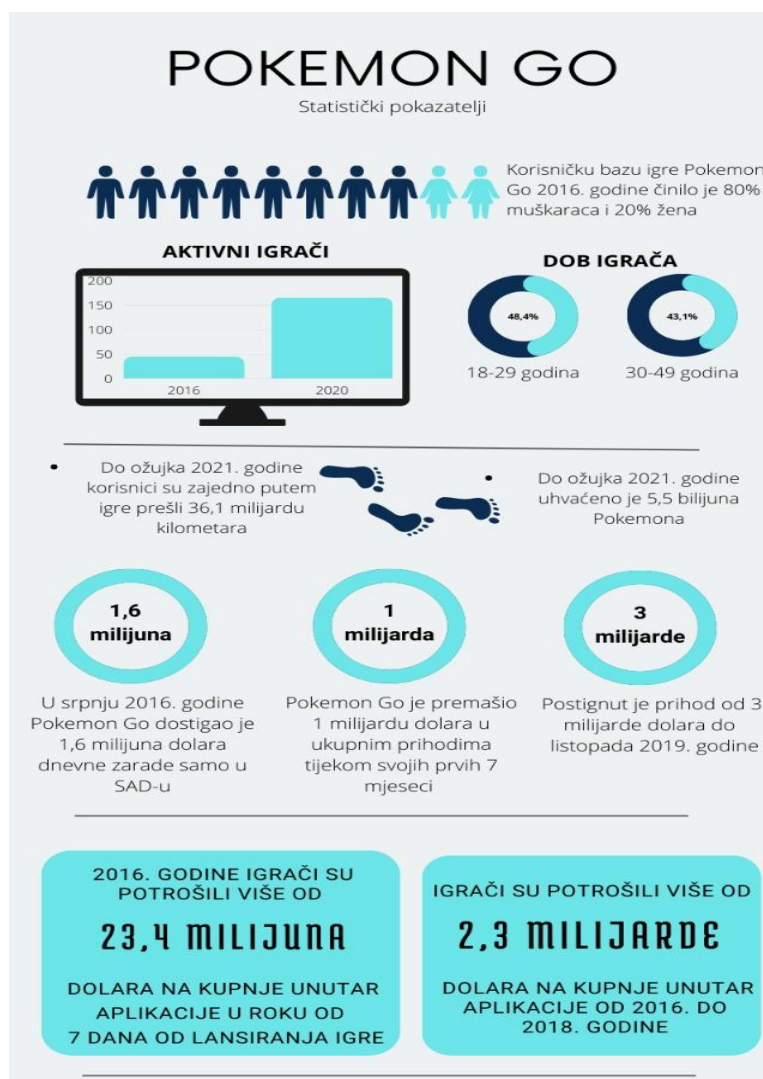 POKEMON GO
Statistički pokazatelji
Korisničku bazu igre Pokemon
Go 2016. godine činilo je 80%
muškaraca i 20% žena
AKTIVNI IGRAČI
200
150
100
50
0
2016
2020
DOB IGRAČA
48,4%
43,1%
18-29 godina
30-49 godina
Do ožujka 2021. godine
korisnici su zajedno putem
igre prešli 36,1 milijardu
kilometara
Do ožujka 2021. godine
uhvaćeno je 5,5 bilijuna
Pokemona
1,6
milijuna
1
milijarda
3
milijarde
U srpnju 2016. godine
Pokemon Go dostigao je
1,6 milijuna dolara
dnevne zarade samo u
SAD-u
Pokemon Go je premašio
1 milijardu dolara u
ukupnim prihodima
tijekom svojih prvih 7
mjeseci
Postignut je prihod od 3
milijarde dolara do
listopada 2019. godine
2016. GODINE IGRAČI SU
POTROŠILI VIŠE OD
23,4 MILIJUNA
DOLARA NA KUPNJE UNUTAR
APLIKACIJE U ROKU OD
7 DANA OD LANSIRANJA IGRE
IGRAČI SU POTROŠILI VIŠE OD
2,3 MILIJARDE
DOLARA NA KUPNJE UNUTAR
APLIKACIJE OD 2016. DO
2018. GODINE